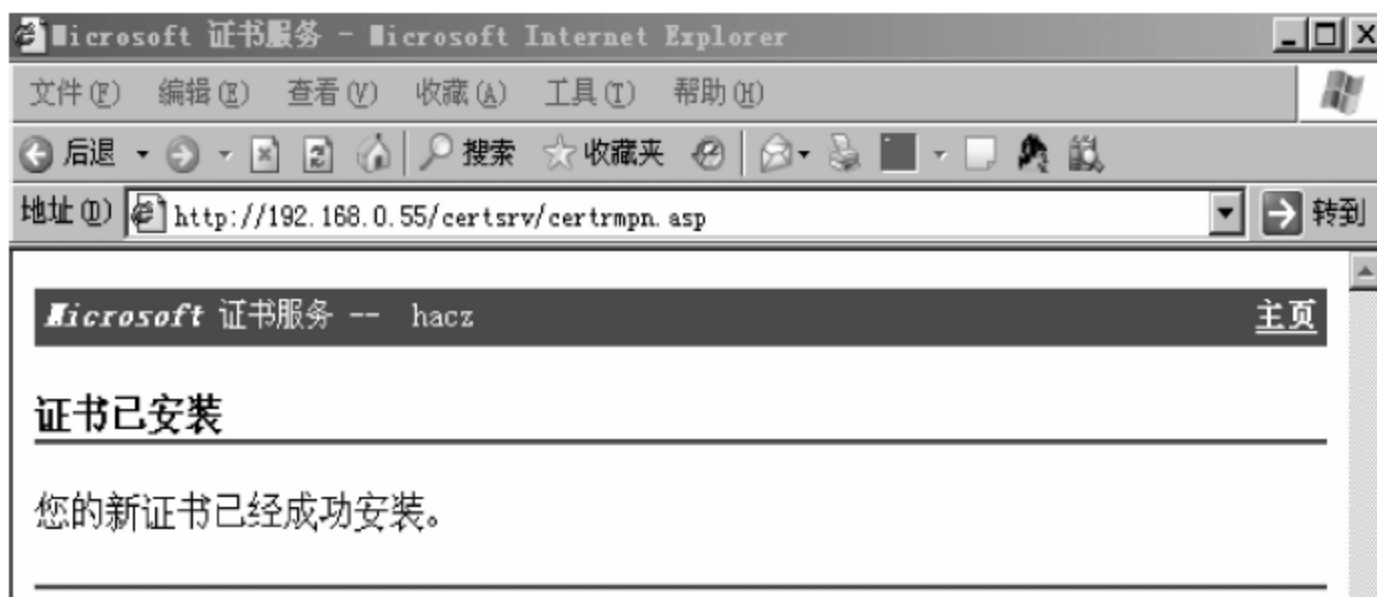 Microsoft 证书服务 - Microsoft Internet Explorer
文件(F) 编辑(E) 查看(V) 收藏(A) 工具(T) 帮助(H)
后退 搜索 收藏夹
地址(D) http://192.168.0.55/certsrv/certrmpn.asp 转到
Microsoft 证书服务 -- hacz 主页
证书已安装
您的新证书已经成功安装。